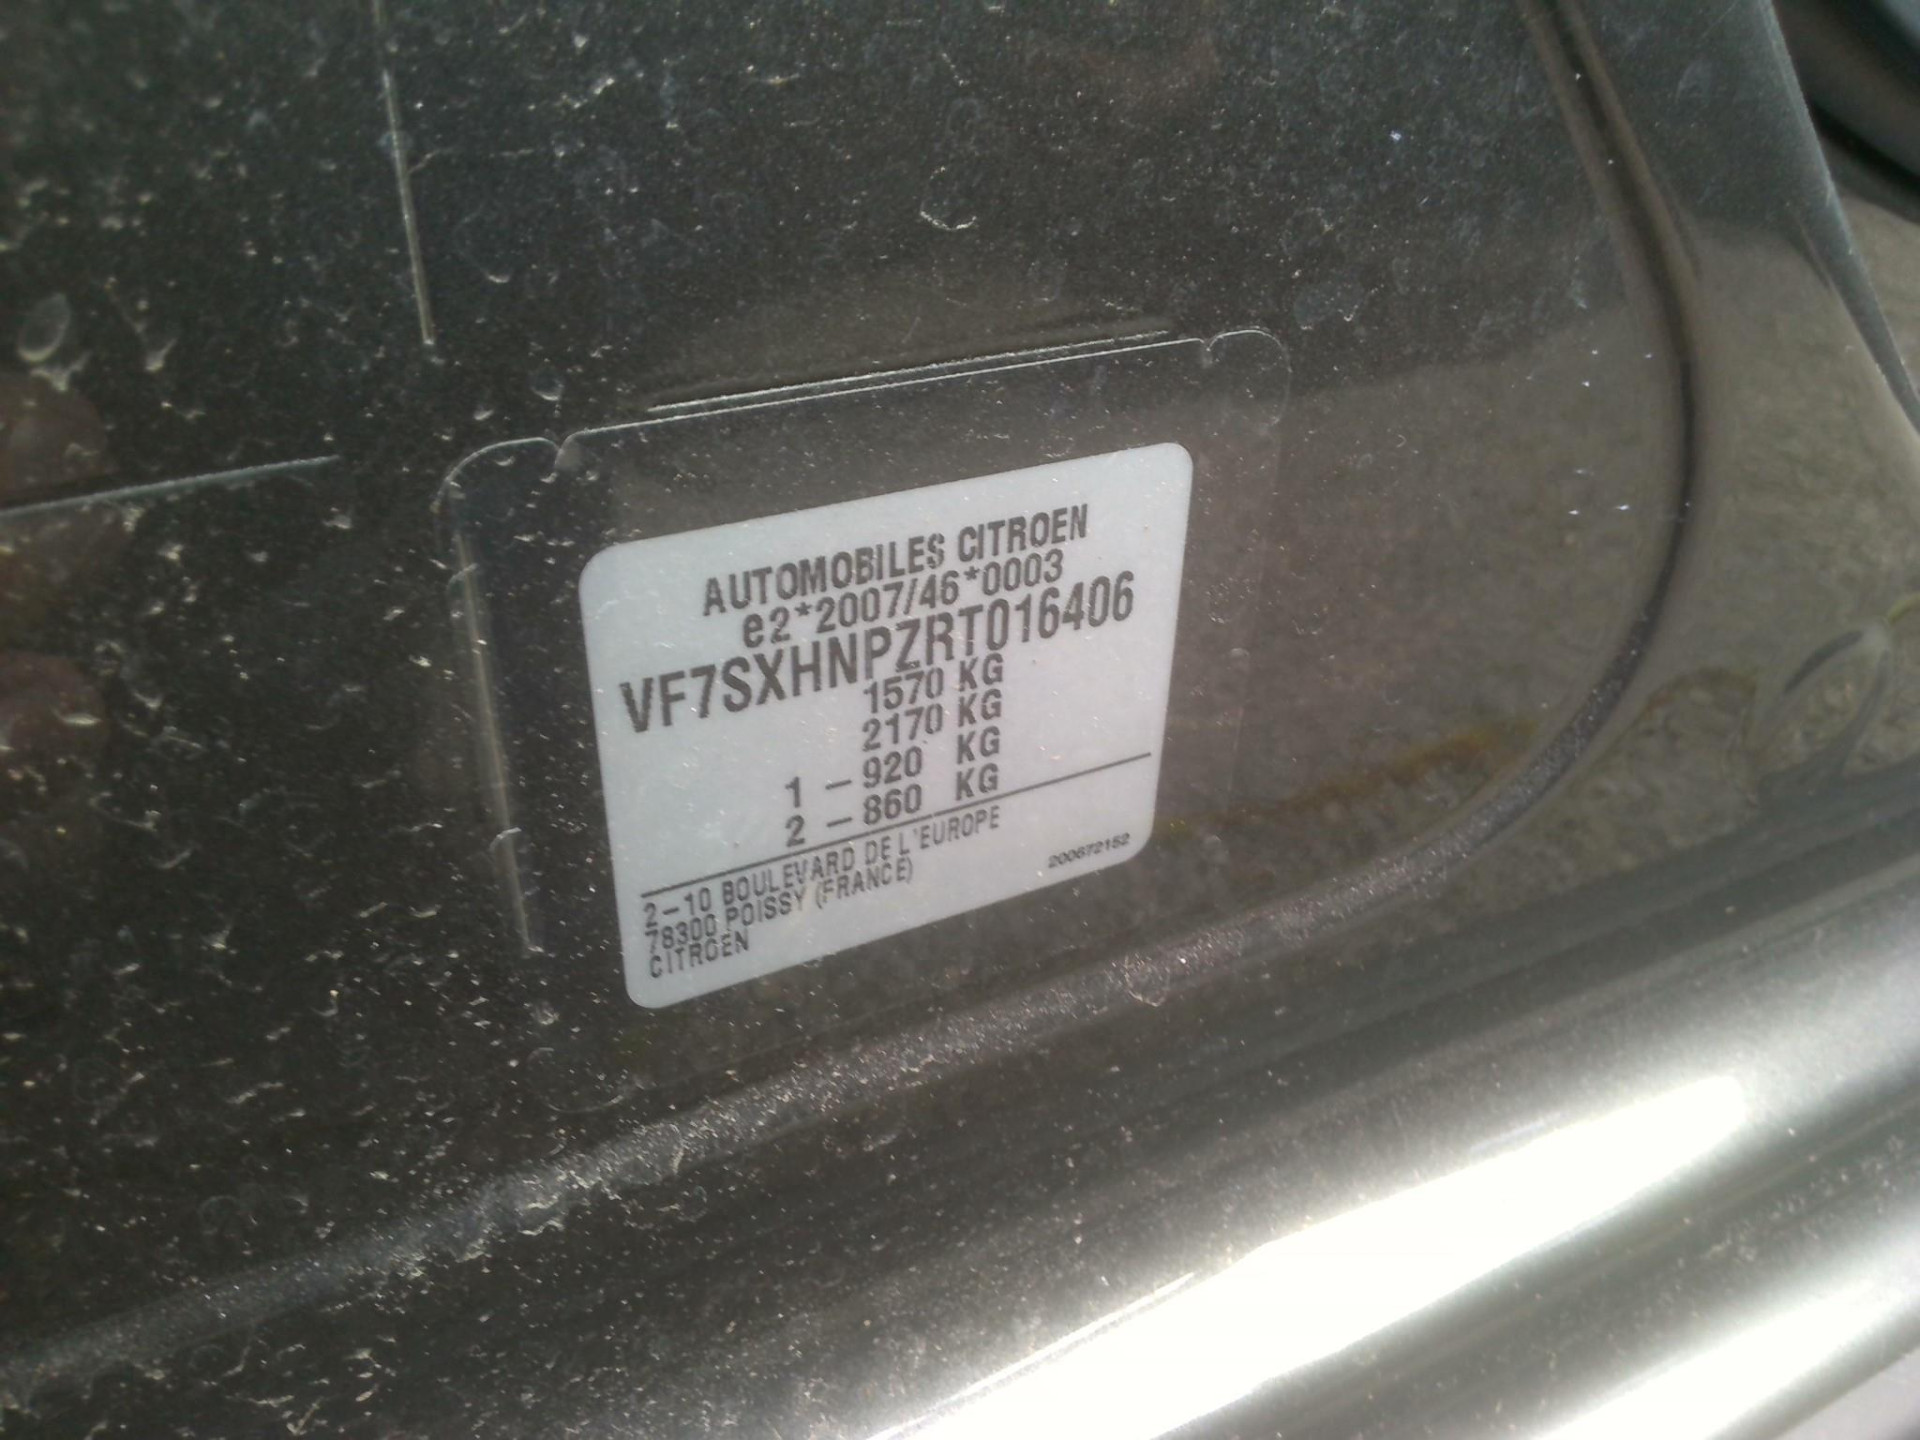 AUTOMOBILES CITROEN
e2*2007/46*0003
VF7SXHNPZRT016406
1570 KG
2170 KG
1 - 920 KG
2 - 860 KG
2-10 BOULEVARD DE L'EUROPE
78300 POISSY (FRANCE)
CITROEN
200672152